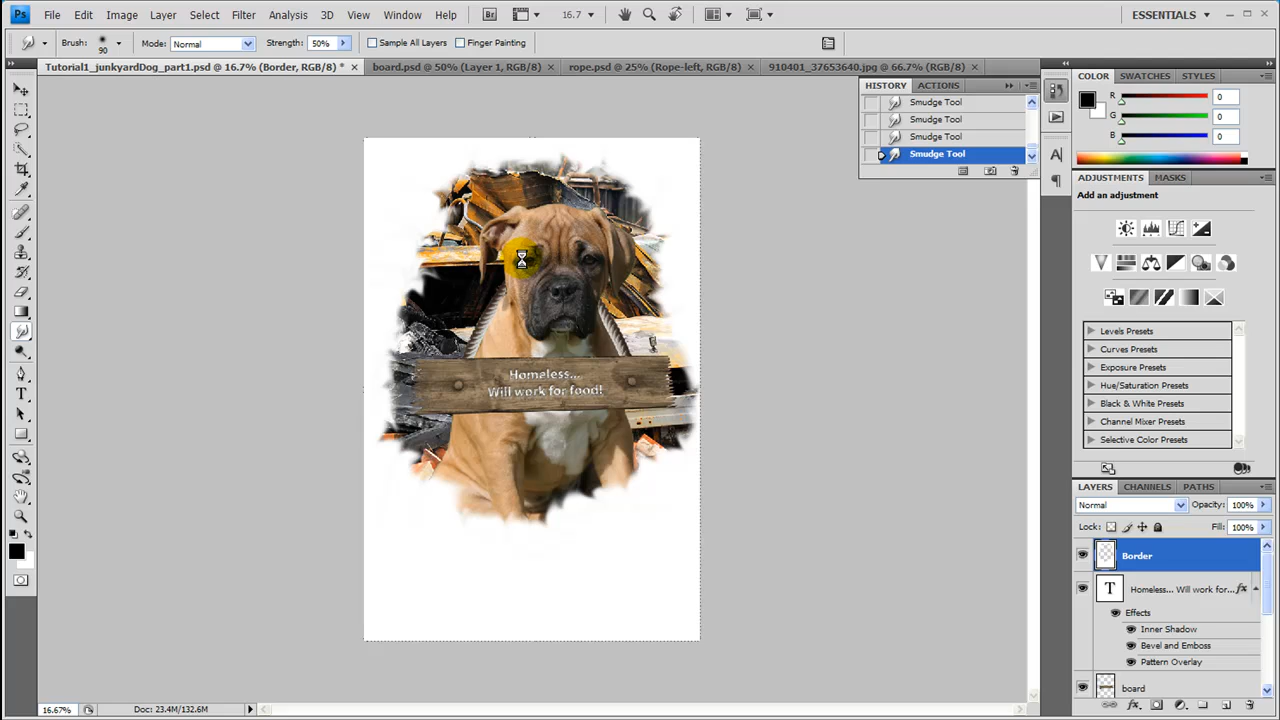 Ps File Edit Image Layer Select Filter Analysis 3D View Window Help Br 16.7 ESSENTIALS
Brush: 90 Mode: Normal Strength: 50% Sample All Layers Finger Painting
Tutorial1_junkyardDog_part1.psd @ 16.7% (Border, RGB/8) * board.psd @ 50% (Layer 1, RGB/8) rope.psd @ 25% (Rope-left, RGB/8) 910401_37653640.jpg @ 66.7% (RGB/8)
HISTORY ACTIONS
Smudge Tool
Smudge Tool
Smudge Tool
Smudge Tool
COLOR SWATCHES STYLES
R 0
G 0
B 0
ADJUSTMENTS MASKS
Add an adjustment
Levels Presets
Curves Presets
Exposure Presets
Hue/Saturation Presets
Black & White Presets
Channel Mixer Presets
Selective Color Presets
Homeless...
Will work for food!
LAYERS CHANNELS PATHS
Normal Opacity: 100%
Lock: Fill: 100%
Border
T Homeless... Will work for... fx
Effects
Inner Shadow
Bevel and Emboss
Pattern Overlay
board
16.67% Doc: 23.4M/132.6M